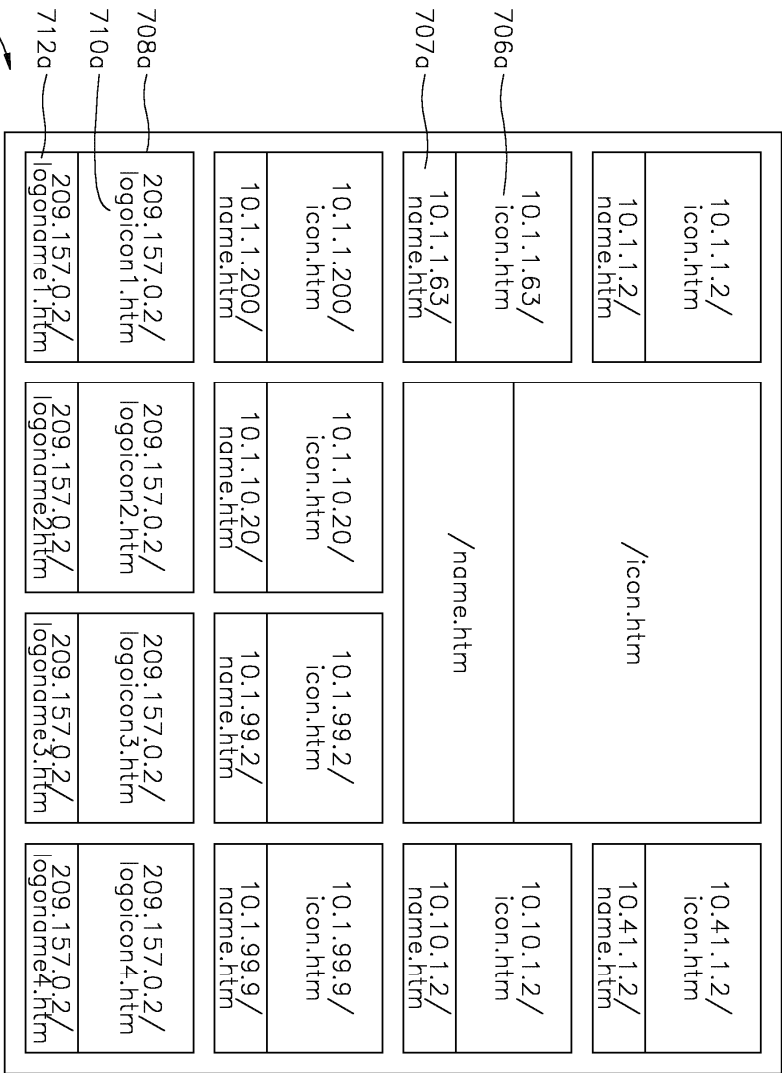 10.1.1.2/
icon.htm
10.1.1.2/
name.htm
/icon.htm
/name.htm
10.41.1.2/
icon.htm
10.41.1.2/
name.htm
706a
10.1.1.63/
icon.htm
707a
10.1.1.63/
name.htm
10.10.1.2/
icon.htm
10.10.1.2/
name.htm
10.1.1.200/
icon.htm
10.1.1.200/
name.htm
10.1.10.20/
icon.htm
10.1.10.20/
name.htm
10.1.99.2/
icon.htm
10.1.99.2/
name.htm
10.1.99.9/
icon.htm
10.1.99.9/
name.htm
708a
710a
712a
209.157.0.2/
logoicon1.htm
209.157.0.2/
logoname1.htm
209.157.0.2/
logoicon2.htm
209.157.0.2/
logoname2htm
209.157.0.2/
logoicon3.htm
209.157.0.2/
logoname3.htm
209.157.0.2/
logoicon4.htm
209.157.0.2/
logoname4.htm